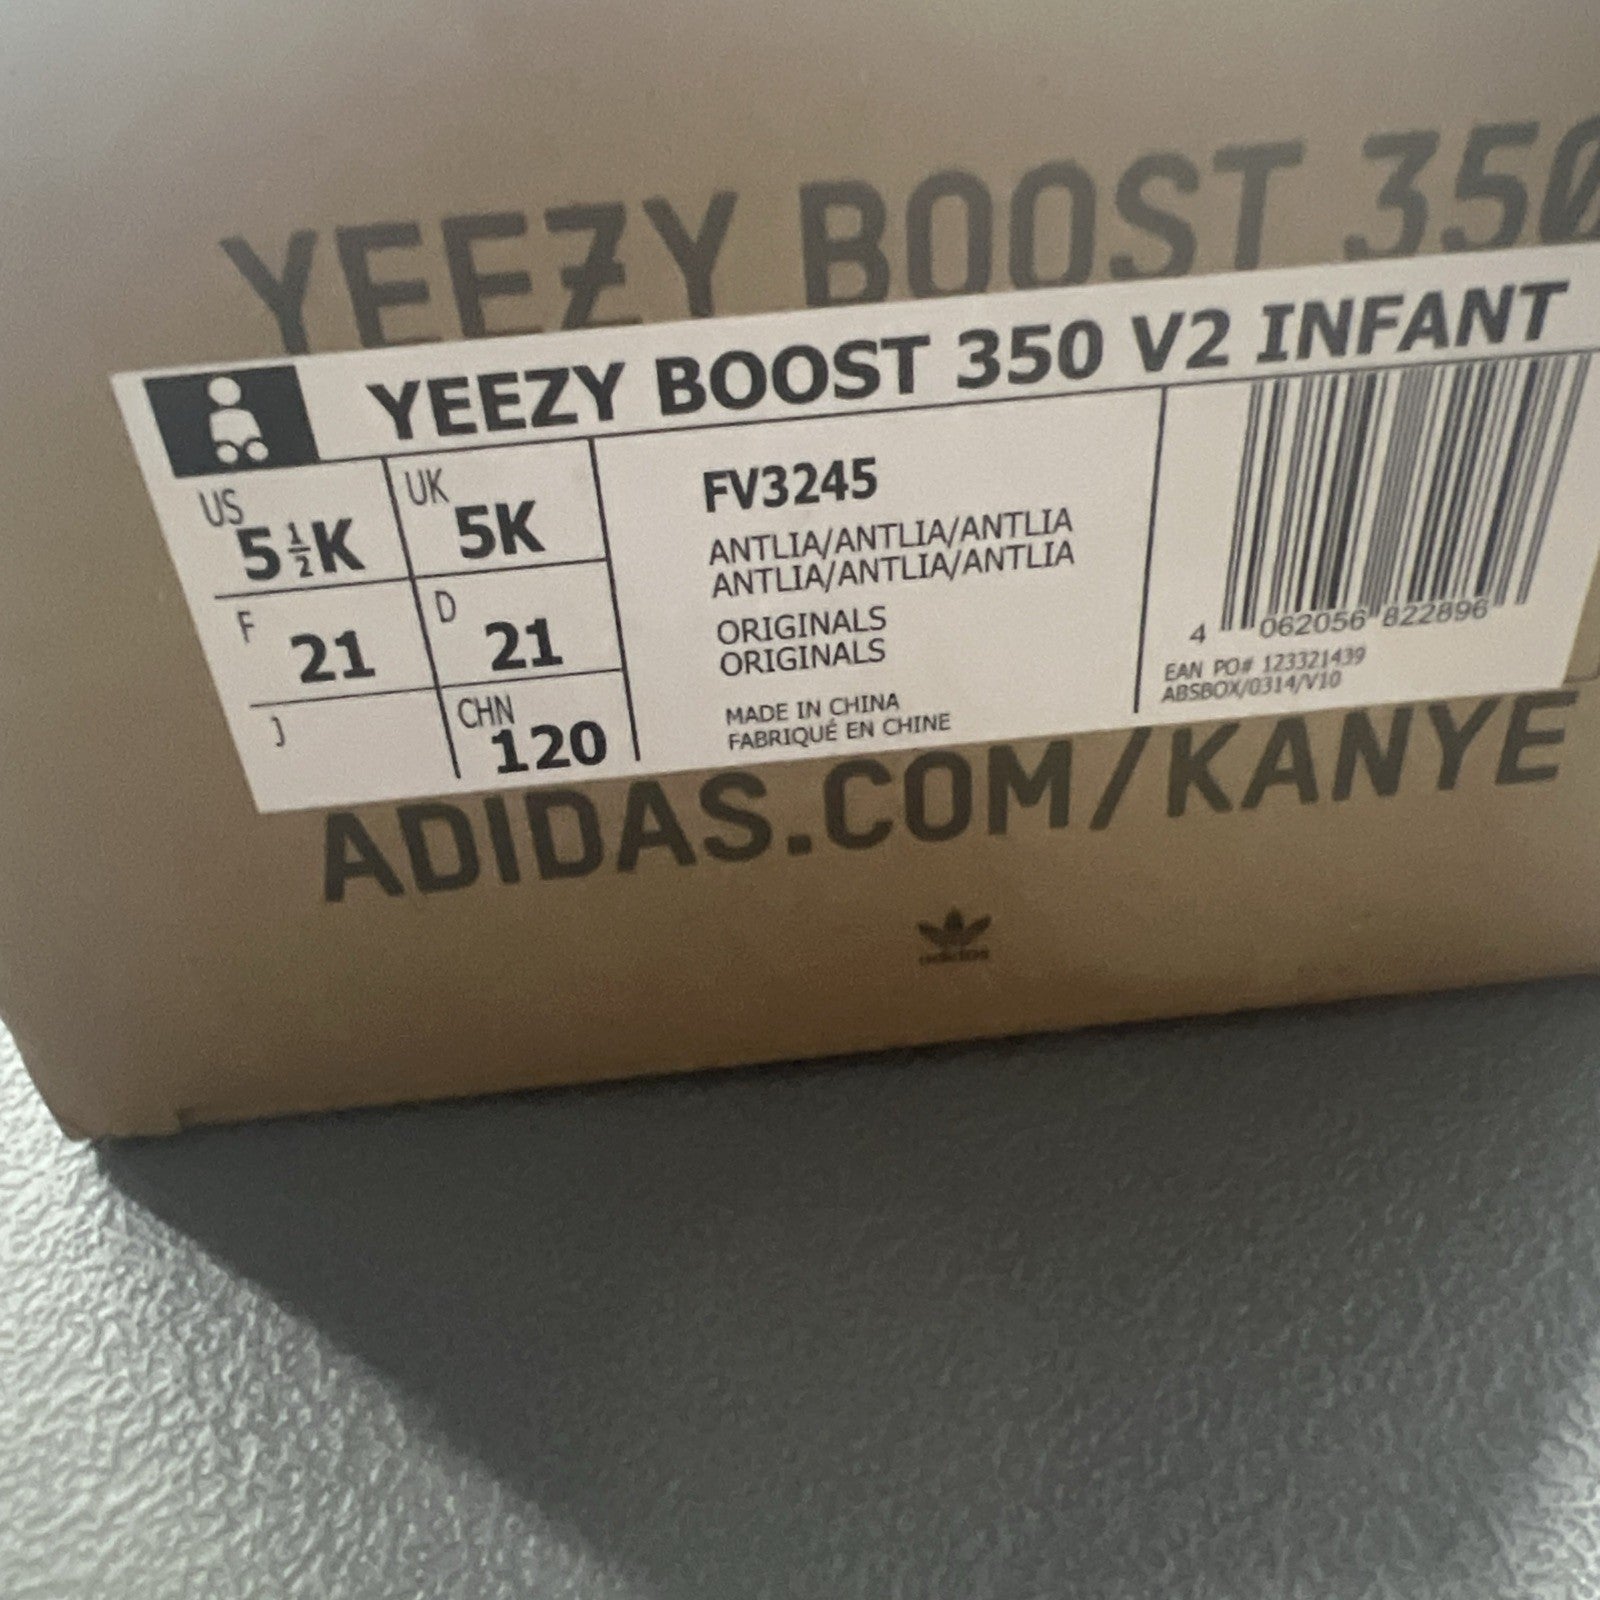 YEEZY BOOST 350
YEEZY BOOST 350 V2 INFANT
US
5½K
UK
5K
F
21
D
21
J
CHN
120
FV3245
ANTLIA/ANTLIA/ANTLIA
ANTLIA/ANTLIA/ANTLIA
ORIGINALS
ORIGINALS
MADE IN CHINA
FABRIQUÉ EN CHINE
4 062056 822896
EAN PO# 123321439
ABSBOX/0314/V10
ADIDAS.COM/KANYE
adidas